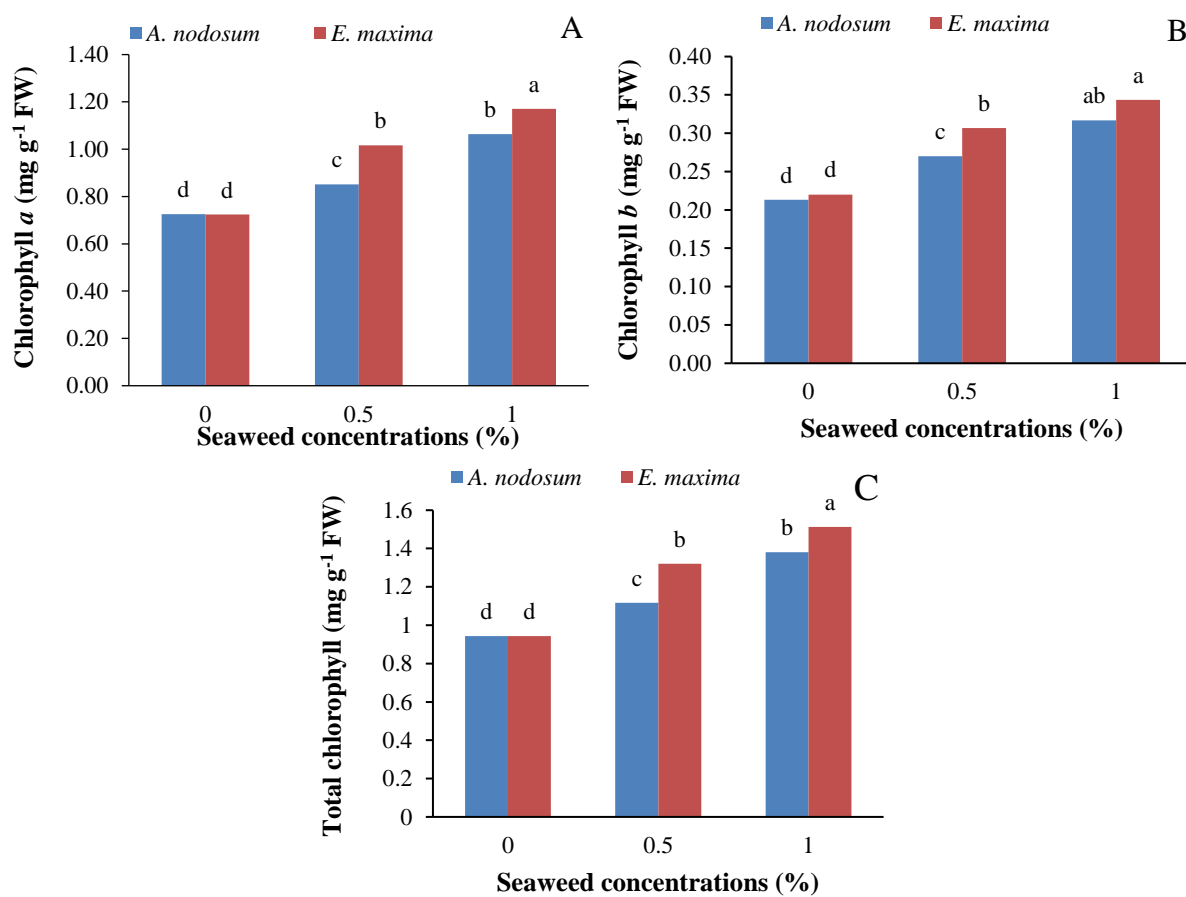 A. nodosum E. maxima A
Chlorophyll a (mg g-1 FW)
1.40
1.20
1.00
0.80
0.60
0.40
0.20
0.00
d d c b b a
0 0.5 1
Seaweed concentrations (%)
A. nodosum E. maxima B
Chlorophyll b (mg g-1 FW)
0.40
0.35
0.30
0.25
0.20
0.15
0.10
0.05
0.00
d d c b ab a
0 0.5 1
Seaweed concentrations (%)
A. nodosum E. maxima C
Total chlorophyll (mg g-1 FW)
1.6
1.4
1.2
1
0.8
0.6
0.4
0.2
0
d d c b b a
0 0.5 1
Seaweed concentrations (%)